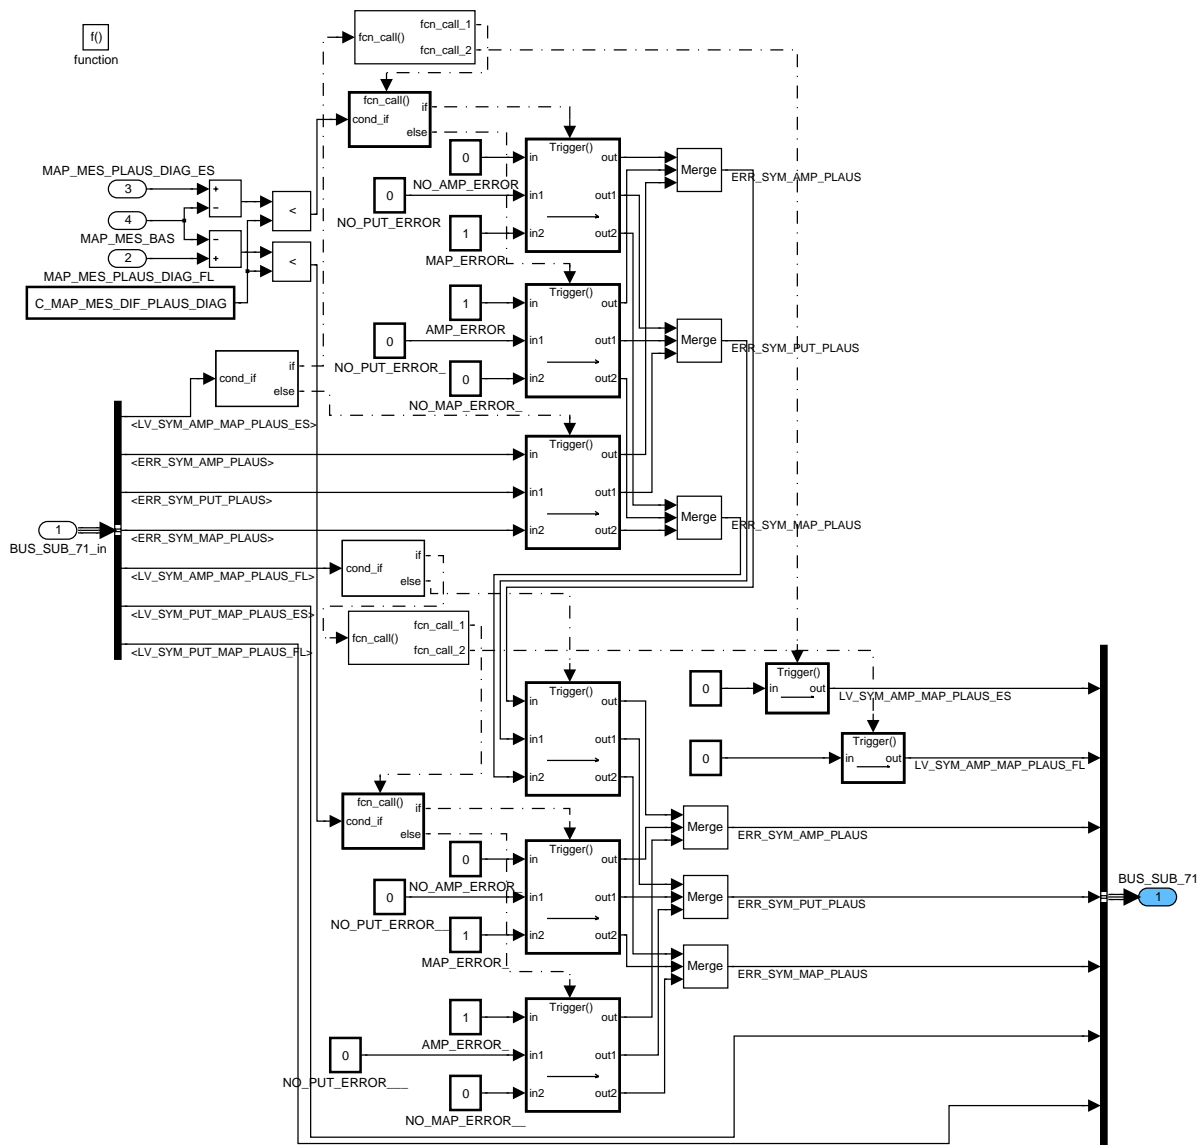 fcn_call_1
fcn_call()
fcn_call_2
f()
function
fcn_call()
if
cond_if
else
Trigger()
0
in
out
Merge
NO_AMP_ERROR
ERR_SYM_AMP_PLAUS
MAP_MES_PLAUS_DIAG_ES
3
+
−
<
0
in1
out1
NO_PUT_ERROR
4
MAP_MES_BAS
1
in2
out2
MAP_ERROR
−
+
<
2
MAP_MES_PLAUS_DIAG_FL
C_MAP_MES_DIF_PLAUS_DIAG
Trigger()
1
in
out
AMP_ERROR
0
in1
out1
Merge
NO_PUT_ERROR_
ERR_SYM_PUT_PLAUS
0
in2
out2
NO_MAP_ERROR_
if
cond_if
else
<LV_SYM_AMP_MAP_PLAUS_ES>
Trigger()
in
out
<ERR_SYM_AMP_PLAUS>
in1
out1
<ERR_SYM_PUT_PLAUS>
Merge
ERR_SYM_MAP_PLAUS
1
BUS_SUB_71_in
in2
out2
<ERR_SYM_MAP_PLAUS>
if
cond_if
else
<LV_SYM_AMP_MAP_PLAUS_FL>
<LV_SYM_PUT_MAP_PLAUS_ES>
fcn_call_1
fcn_call()
fcn_call_2
<LV_SYM_PUT_MAP_PLAUS_FL>
Trigger()
0
in
out
LV_SYM_AMP_MAP_PLAUS_ES
Trigger()
in
out
in1
out1
in2
out2
Trigger()
0
in
out
LV_SYM_AMP_MAP_PLAUS_FL
fcn_call()
if
cond_if
else
Merge
ERR_SYM_AMP_PLAUS
Trigger()
0
in
out
NO_AMP_ERROR_
0
in1
out1
Merge
NO_PUT_ERROR__
ERR_SYM_PUT_PLAUS
BUS_SUB_71
1
1
in2
out2
MAP_ERROR_
Merge
ERR_SYM_MAP_PLAUS
Trigger()
1
in
out
AMP_ERROR_
0
in1
out1
NO_PUT_ERROR___
0
in2
out2
NO_MAP_ERROR__